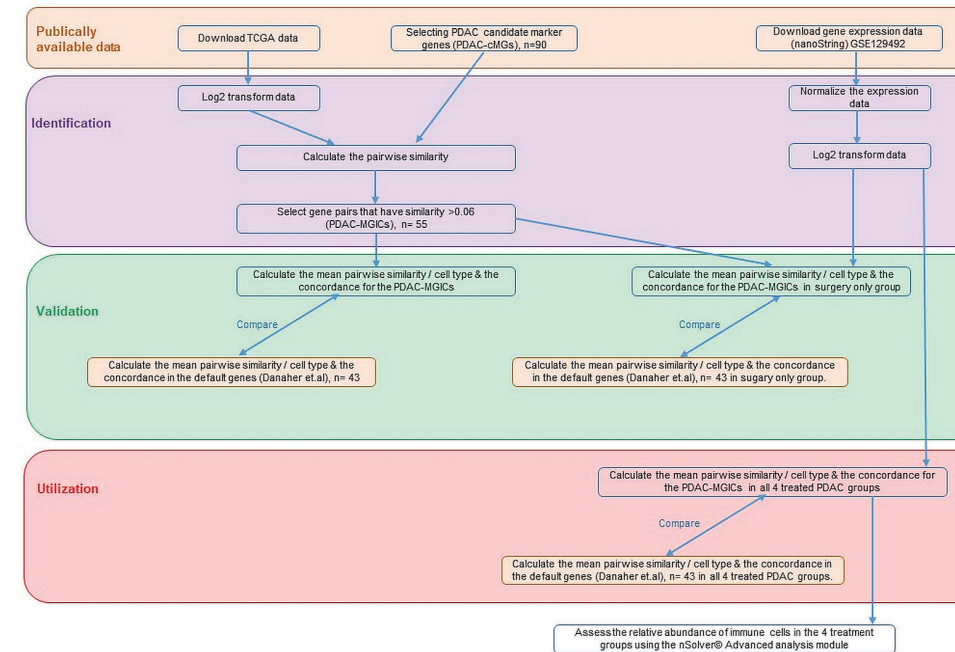 Publically
available data
Download TCGA data
Selecting PDAC candidate marker
genes (PDAC-cMGs), n=90
Download gene expression data
(nanoString) GSE129492
Identification
Log2 transform data
Normalize the expression
data
Calculate the pairwise similarity
Log2 transform data
Select gene pairs that have similarity >0.06
(PDAC-MGICs), n= 55
Validation
Calculate the mean pairwise similarity / cell type & the
concordance for the PDAC-MGICs
Calculate the mean pairwise similarity / cell type & the
concordance for the PDAC-MGICs in surgery only group
Compare
Compare
Calculate the mean pairwise similarity / cell type & the
concordance in the default genes (Danaher et.al), n= 43
Calculate the mean pairwise similarity / cell type & the concordance
in the default genes (Danaher et.al), n= 43 in sugary only group.
Utilization
Calculate the mean pairwise similarity / cell type & the concordance for
the PDAC-MGICs in all 4 treated PDAC groups
Compare
Calculate the mean pairwise similarity / cell type & the concordance in
the default genes (Danaher et.al), n= 43 in all 4 treated PDAC groups.
Assess the relative abundance of immune cells in the 4 treatment
groups using the nSolver© Advanced analysis module